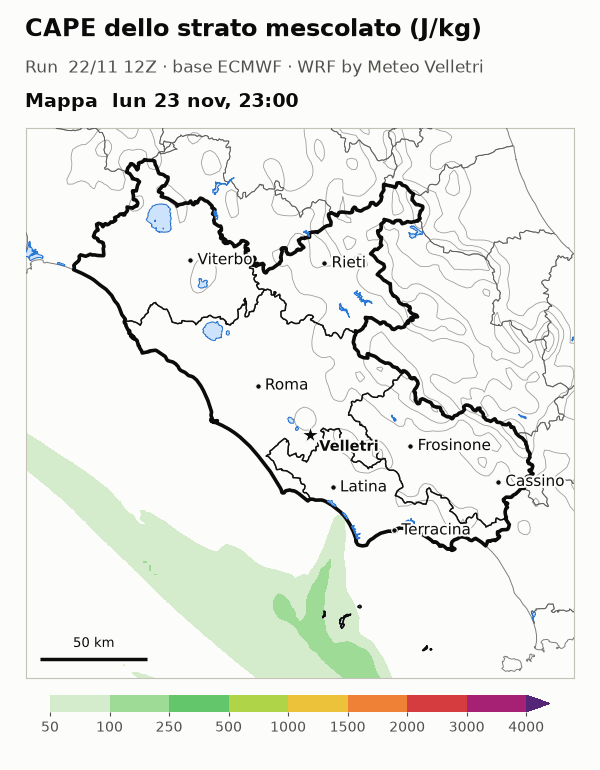 CAPE dello strato mescolato (J/kg)
Run  22/11 12Z · base ECMWF · WRF by Meteo Velletri
Mappa  lun 23 nov, 23:00
Viterbo
Rieti
Roma
Velletri
Frosinone
Cassino
Latina
Terracina
50 km
50 100 250 500 1000 1500 2000 3000 4000